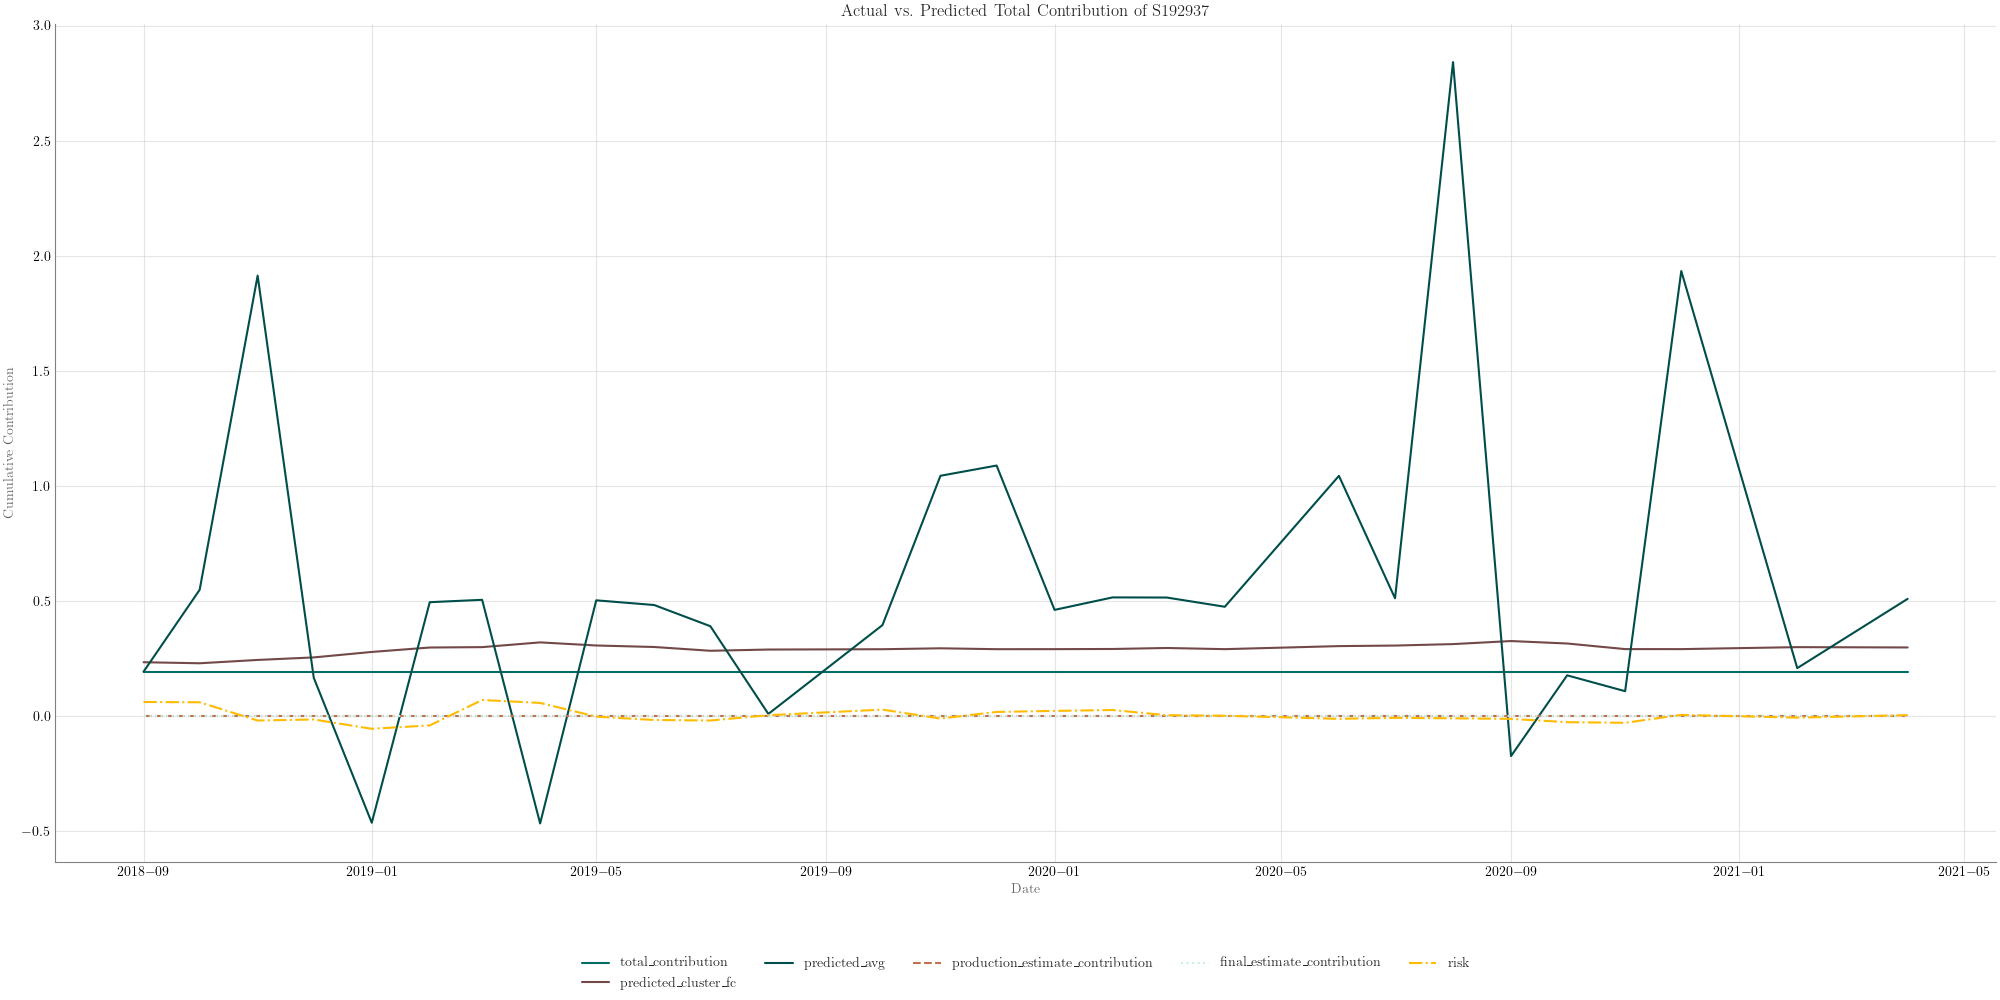 Actual vs. Predicted Total Contribution of S192937
3.0
2.5
2.0
1.5
1.0
0.5
0.0
−0.5
Cumulative Contribution
2018−09 2019−01 2019−05 2019−09 2020−01 2020−05 2020−09 2021−01 2021−05
Date
total_contribution predicted_avg production_estimate_contribution final_estimate_contribution risk
predicted_cluster_fc